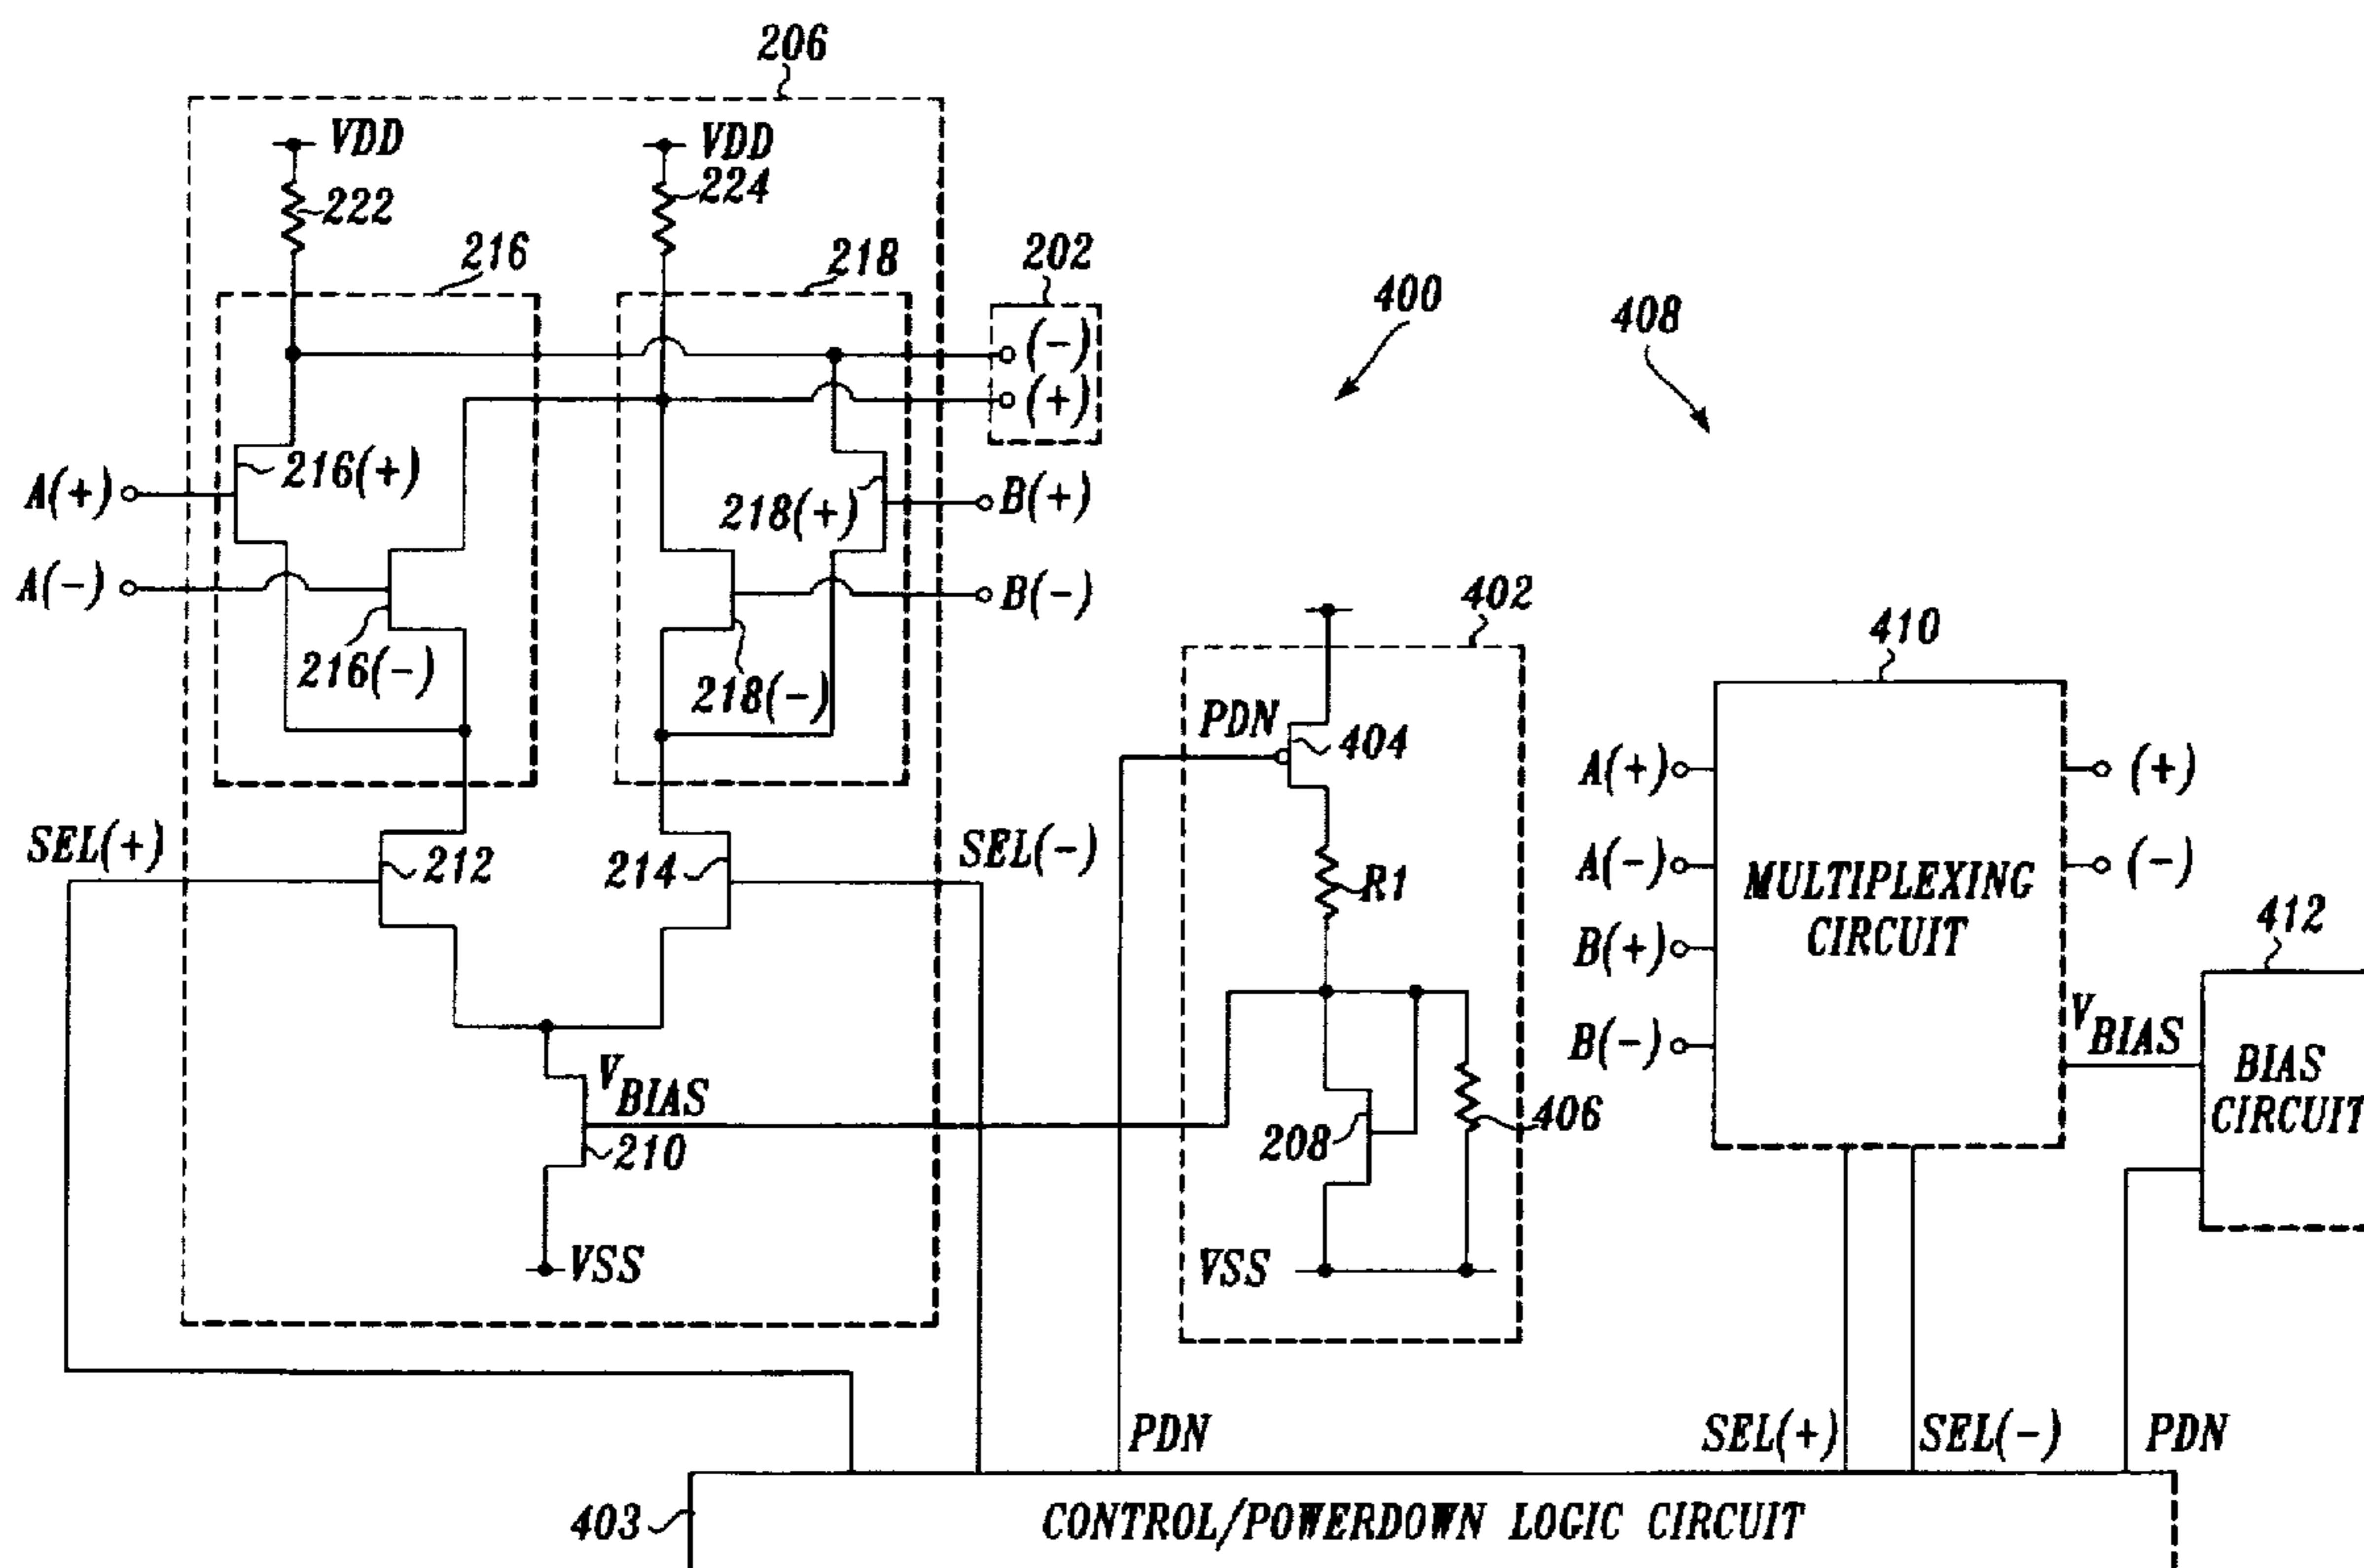 206
VDD
VDD
222
224
216
218
202
400
408
(-)
(+)
A(+)
216(+)
218(+)
B(+)
A(-)
B(-)
216(-)
218(-)
402
410
PDN
404
A(+)
(+)
SEL(+)
212
214
SEL(-)
R1
A(-)
MULTIPLEXING
CIRCUIT
(-)
B(+)
412
B(-)
VBIAS
VBIAS
BIAS
CIRCUIT
210
208
406
VSS
VSS
PDN
SEL(+)
SEL(-)
PDN
403
CONTROL/POWERDOWN LOGIC CIRCUIT